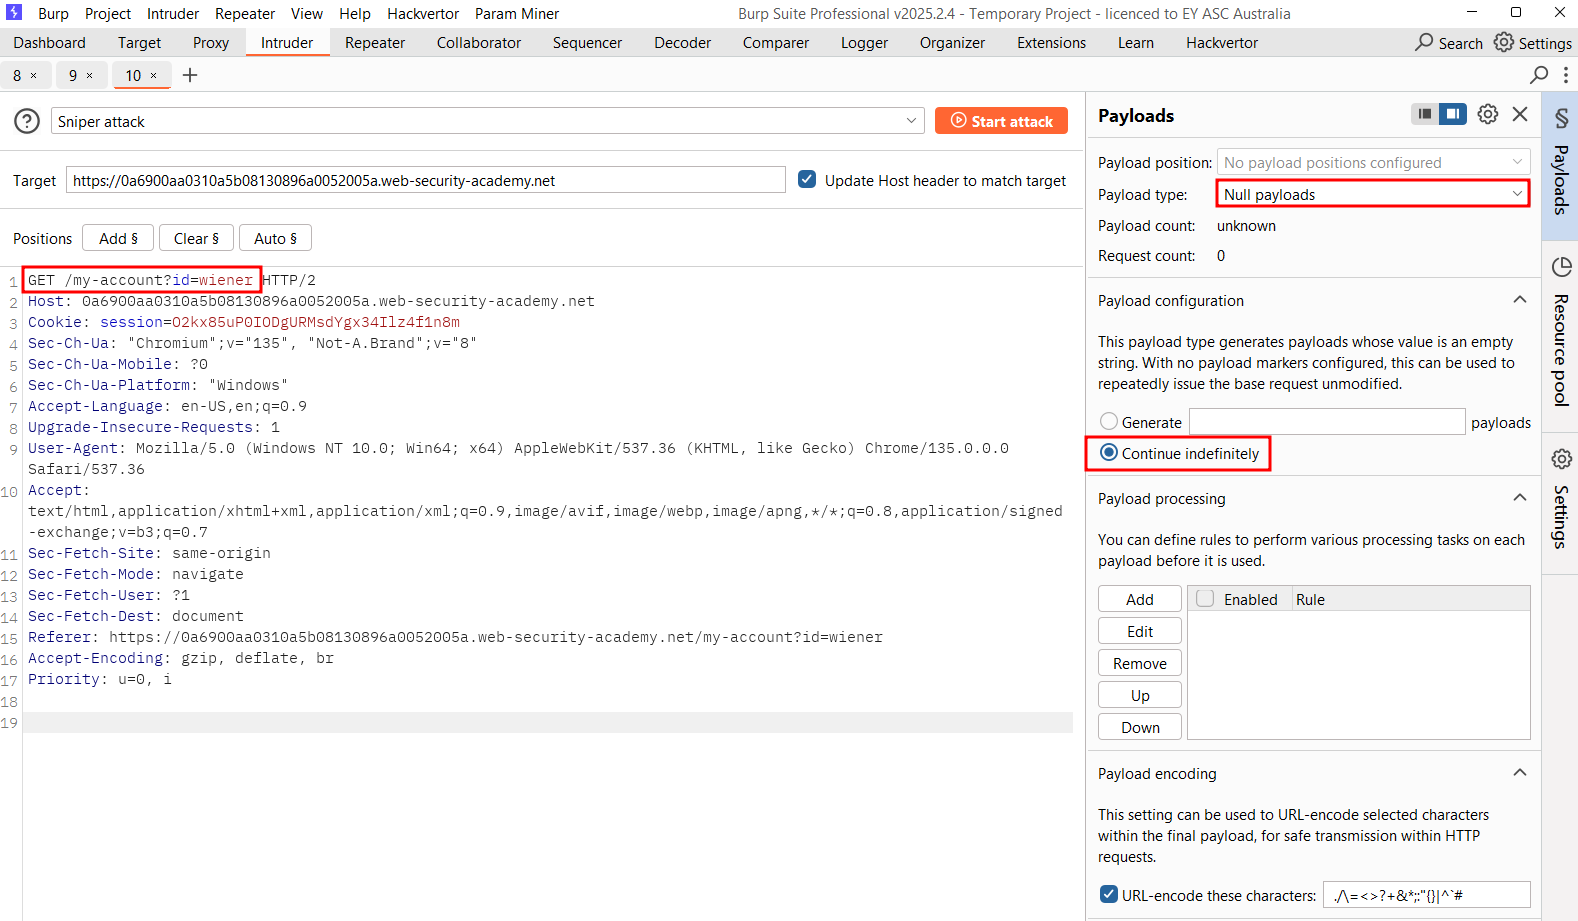 Burp Project Intruder Repeater View Help Hackvertor Param Miner Burp Suite Professional v2025.2.4 - Temporary Project - licenced to EY ASC Australia
Dashboard Target Proxy Intruder Repeater Collaborator Sequencer Decoder Comparer Logger Organizer Extensions Learn Hackvertor Search Settings
8 × 9 × 10 × +
? Sniper attack Start attack
Target https://0a6900aa0310a5b08130896a0052005a.web-security-academy.net Update Host header to match target
Positions Add § Clear § Auto §
1 GET /my-account?id=wiener HTTP/2
2 Host: 0a6900aa0310a5b08130896a0052005a.web-security-academy.net
3 Cookie: session=O2kx85uP0IODgURMsdYgx34Ilz4f1n8m
4 Sec-Ch-Ua: "Chromium";v="135", "Not-A.Brand";v="8"
5 Sec-Ch-Ua-Mobile: ?0
6 Sec-Ch-Ua-Platform: "Windows"
7 Accept-Language: en-US,en;q=0.9
8 Upgrade-Insecure-Requests: 1
9 User-Agent: Mozilla/5.0 (Windows NT 10.0; Win64; x64) AppleWebKit/537.36 (KHTML, like Gecko) Chrome/135.0.0.0
Safari/537.36
10 Accept:
text/html,application/xhtml+xml,application/xml;q=0.9,image/avif,image/webp,image/apng,*/*;q=0.8,application/signed
-exchange;v=b3;q=0.7
11 Sec-Fetch-Site: same-origin
12 Sec-Fetch-Mode: navigate
13 Sec-Fetch-User: ?1
14 Sec-Fetch-Dest: document
15 Referer: https://0a6900aa0310a5b08130896a0052005a.web-security-academy.net/my-account?id=wiener
16 Accept-Encoding: gzip, deflate, br
17 Priority: u=0, i
18
19
Payloads
Payload position: No payload positions configured
Payload type: Null payloads
Payload count: unknown
Request count: 0
Payload configuration
This payload type generates payloads whose value is an empty
string. With no payload markers configured, this can be used to
repeatedly issue the base request unmodified.
Generate payloads
Continue indefinitely
Payload processing
You can define rules to perform various processing tasks on each
payload before it is used.
Add Enabled Rule
Edit
Remove
Up
Down
Payload encoding
This setting can be used to URL-encode selected characters
within the final payload, for safe transmission within HTTP
requests.
URL-encode these characters: ./\=<>?+&*;:"{}|^`#
§ Payloads
Resource pool
Settings